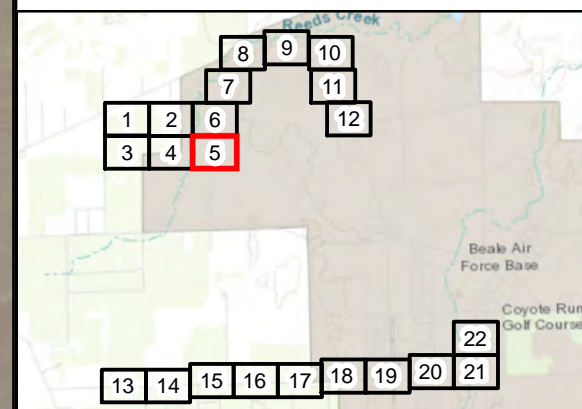 Reeds Creek
8 9 10
7 11
1 2 6 12
3 4 5
Beale Air
Force Base
Coyote Run
Golf Course
22
13 14 15 16 17 18 19 20 21